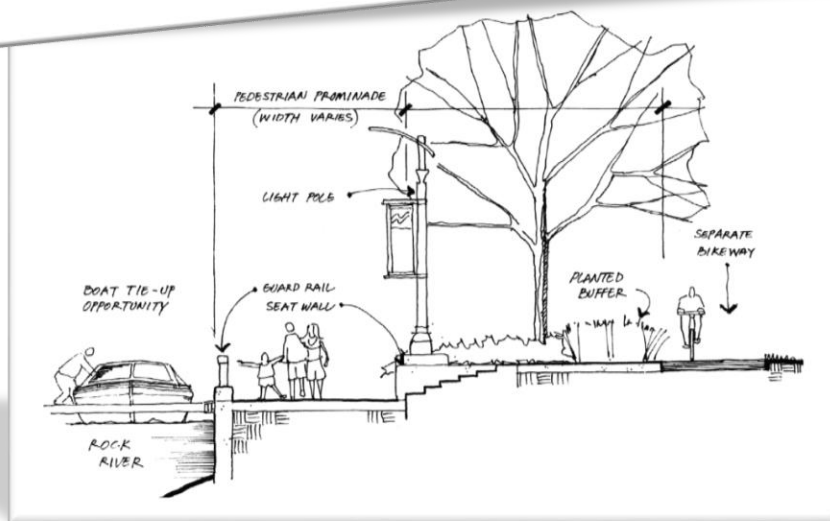 PEDESTRIAN PROMINADE
(WIDTH VARIES)
LIGHT POLE
SEPARATE
BIKEWAY
BOAT TIE-UP
OPPORTUNITY
GUARD RAIL
SEAT WALL
PLANTED
BUFFER
ROCK
RIVER